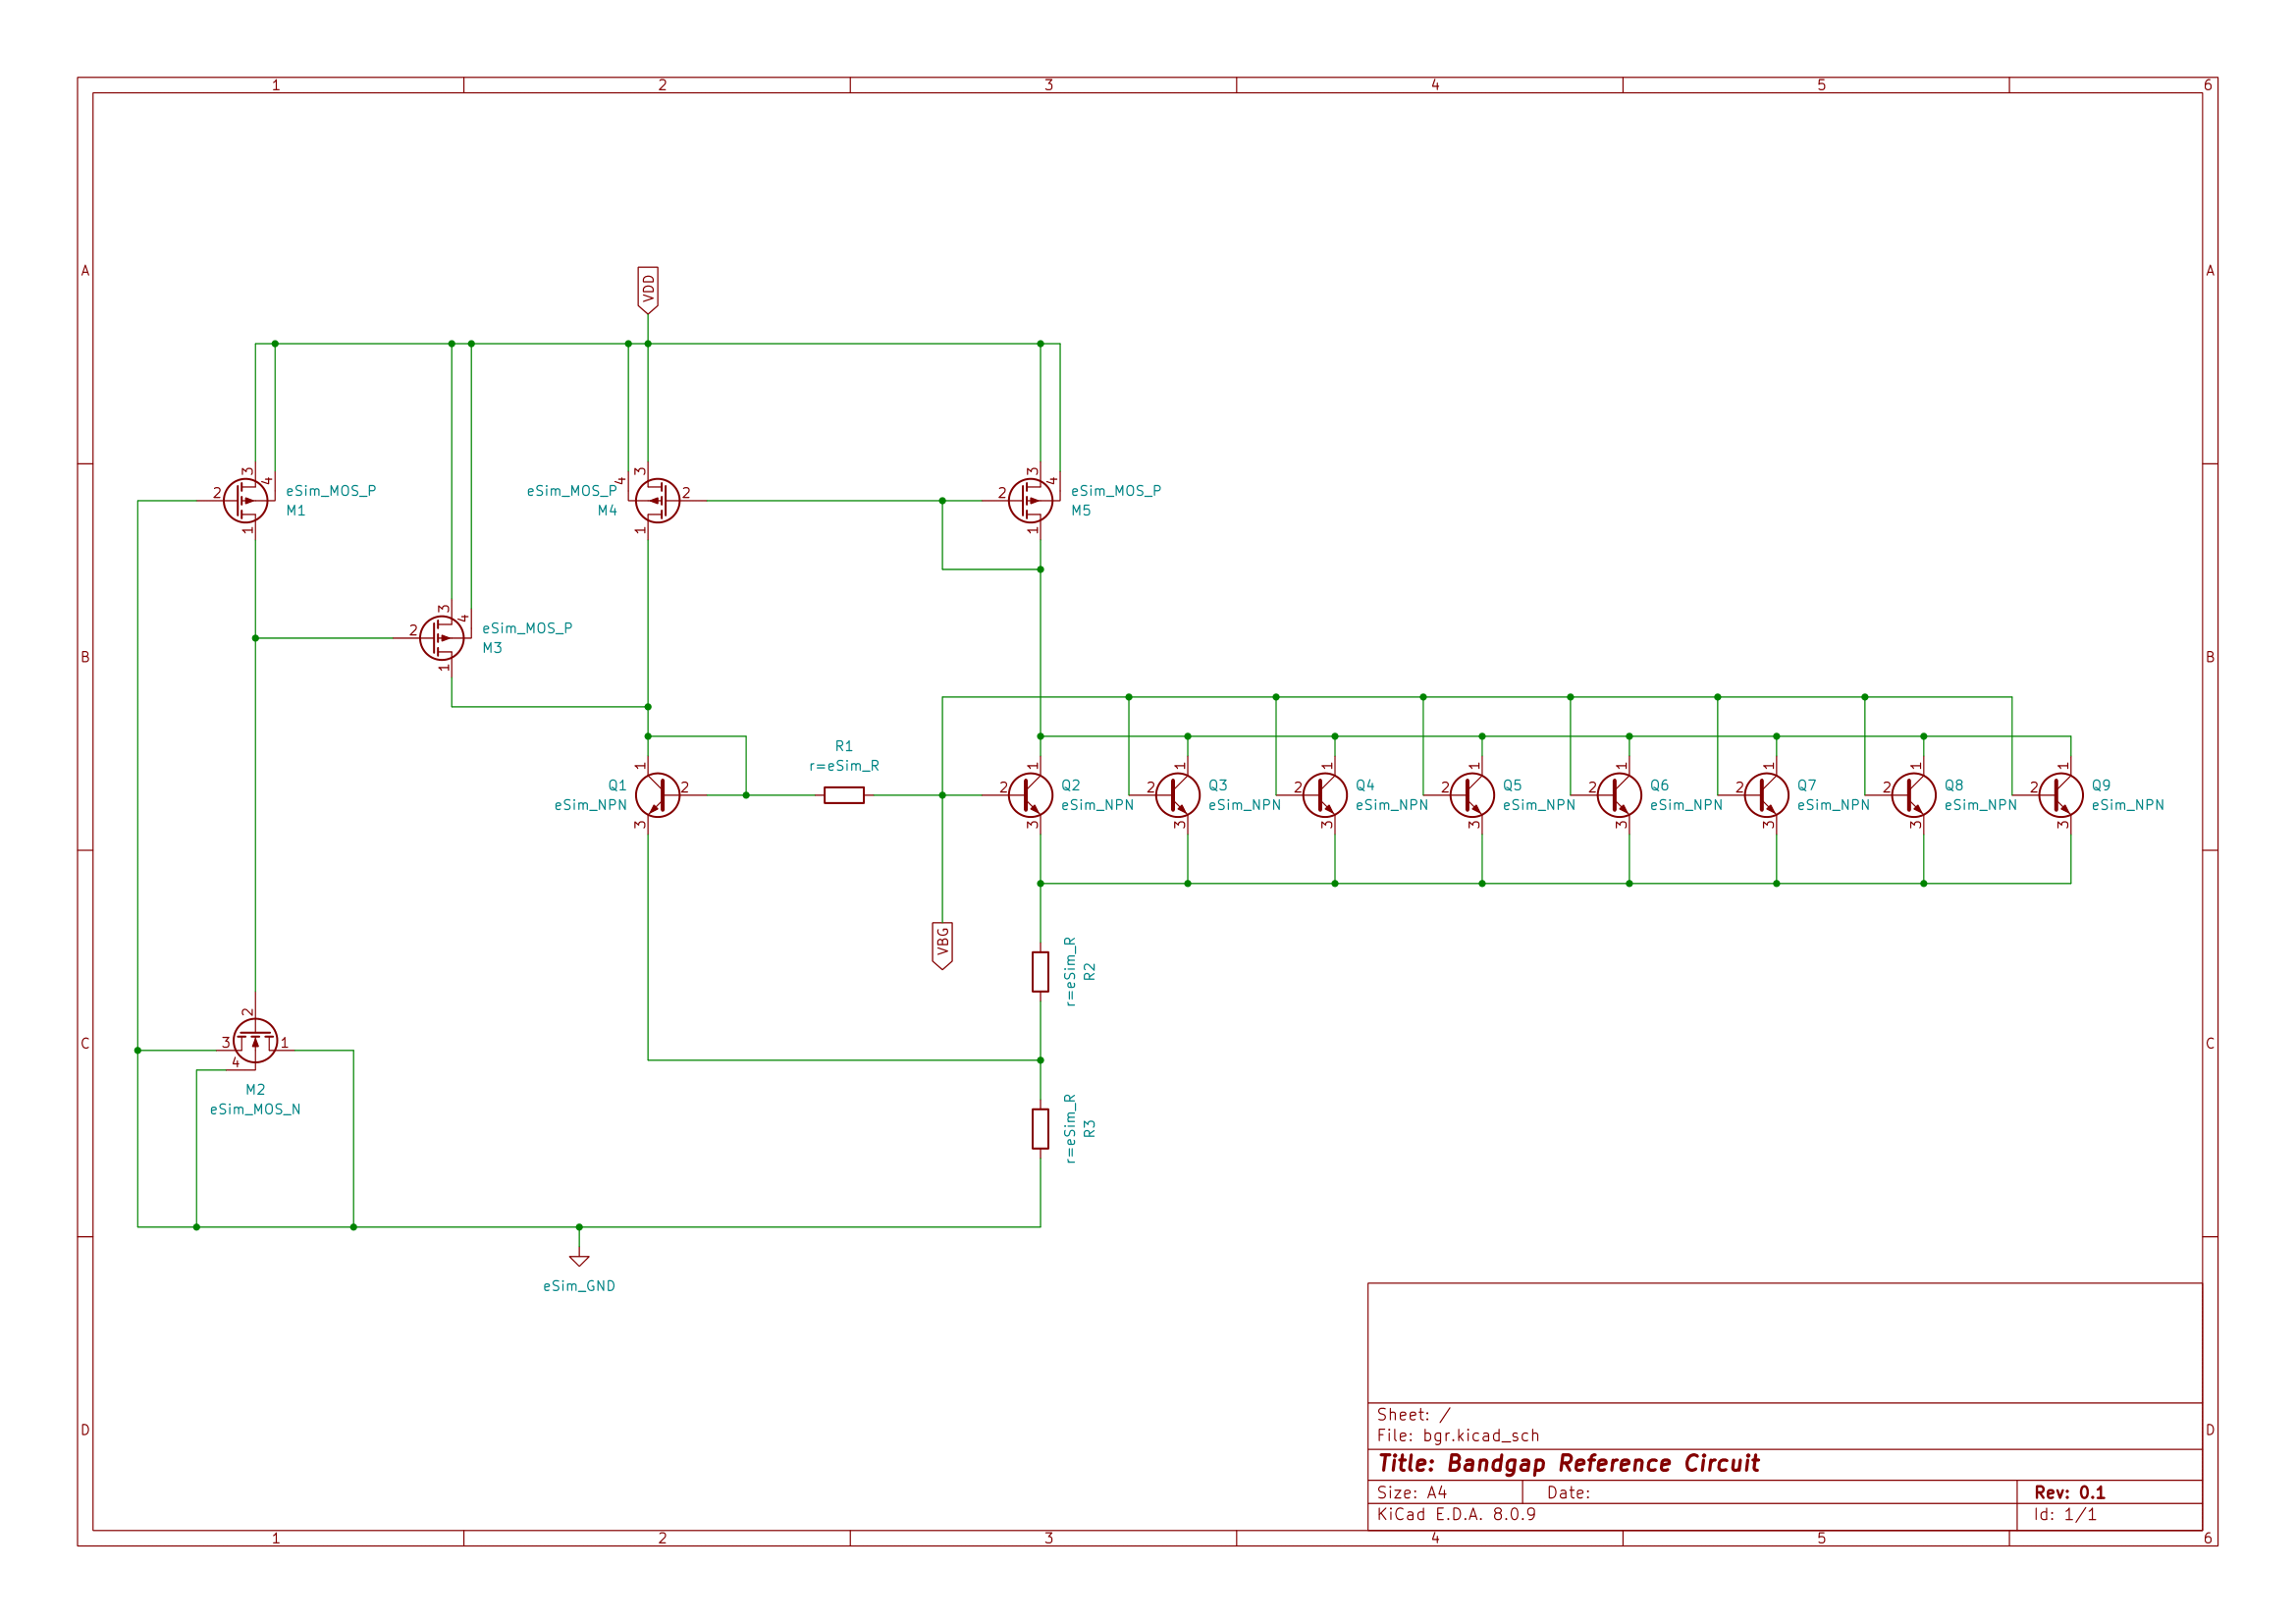 1 2 3 4 5 6
A A
VDD
3 4
2
eSim_MOS_P
M1
1
eSim_MOS_P
M4
4 3
2
1
3 4
2
eSim_MOS_P
M5
1
3 4
2
eSim_MOS_P
M3
1
B B
R1
r=eSim_R
Q1
eSim_NPN
1
2
3
1
2
3
Q2
eSim_NPN
1
2
3
Q3
eSim_NPN
1
2
3
Q4
eSim_NPN
1
2
3
Q5
eSim_NPN
1
2
3
Q6
eSim_NPN
1
2
3
Q7
eSim_NPN
1
2
3
Q8
eSim_NPN
1
2
3
Q9
eSim_NPN
VBG
r=eSim_R
R2
C C
2
3 1
4
M2
eSim_MOS_N
r=eSim_R
R3
eSim_GND
D D
Sheet: /
File: bgr.kicad_sch
Title: Bandgap Reference Circuit
Size: A4 Date: Rev: 0.1
KiCad E.D.A. 8.0.9 Id: 1/1
1 2 3 4 5 6